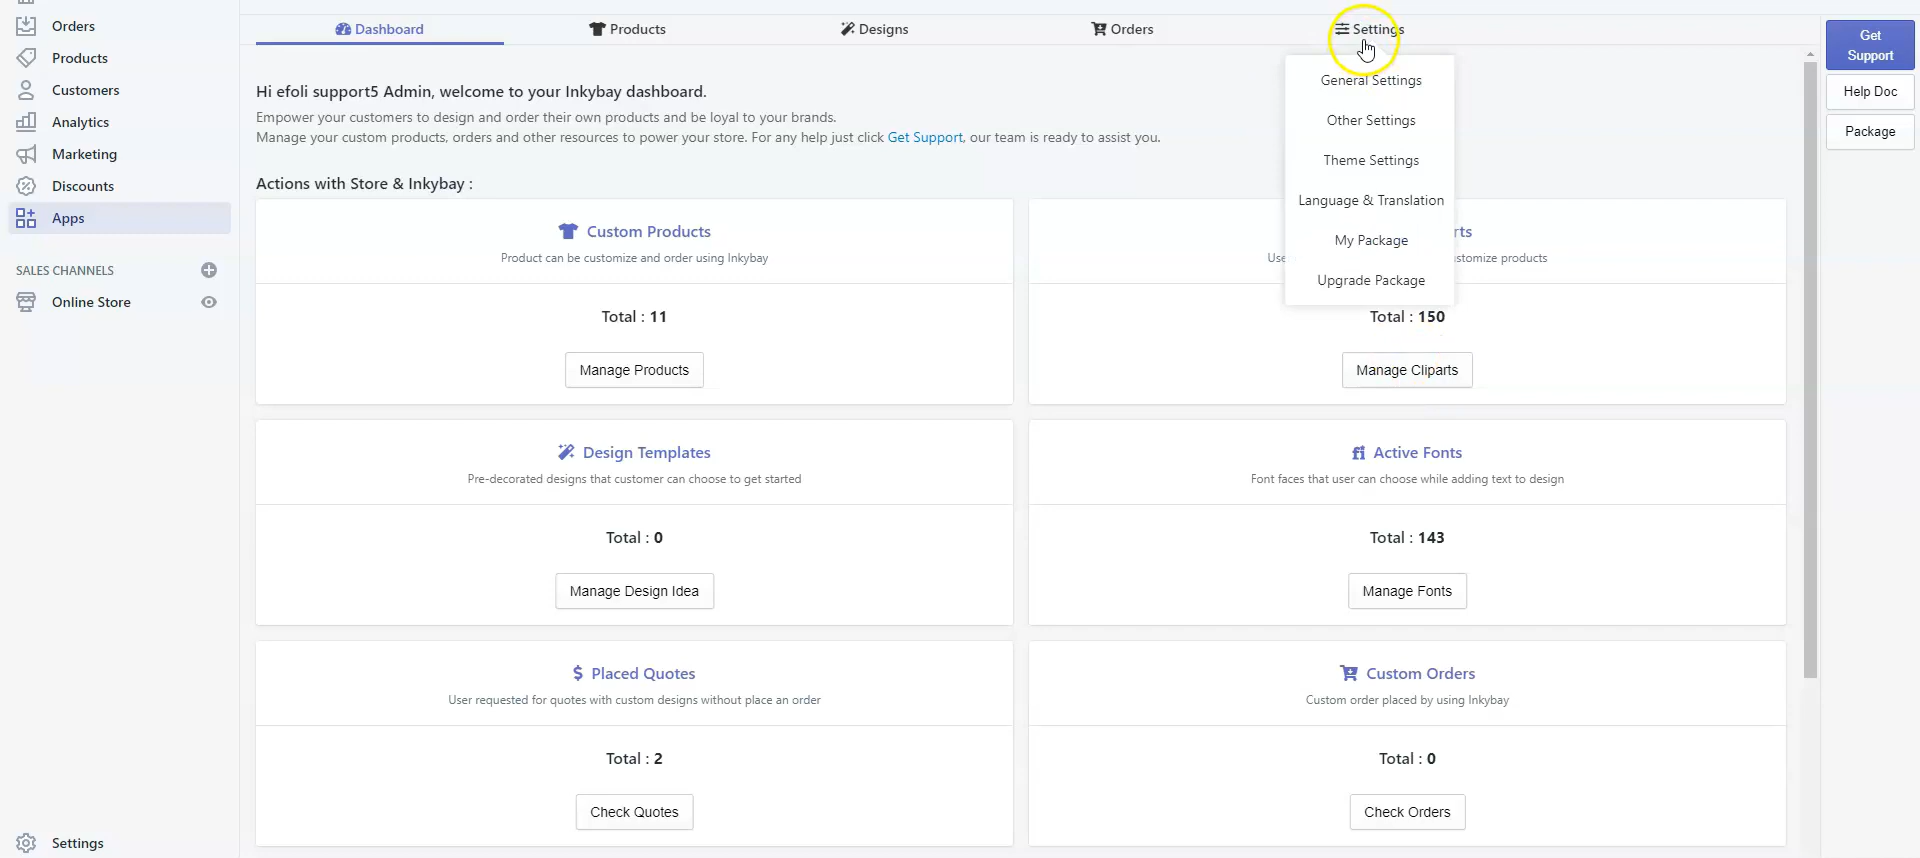 Orders
Products
Customers
Analytics
Marketing
Discounts
Apps
SALES CHANNELS
Online Store
Settings
Dashboard
Products
Designs
Orders
Settings
General Settings
Other Settings
Theme Settings
Language & Translation
My Package
Upgrade Package
Get
Support
Help Doc
Package
Hi efoli support5 Admin, welcome to your Inkybay dashboard.
Empower your customers to design and order their own products and be loyal to your brands.
Manage your custom products, orders and other resources to power your store. For any help just click Get Support, our team is ready to assist you.
Actions with Store & Inkybay :
Custom Products
Product can be customize and order using Inkybay
Total : 11
Manage Products
Total : 150
Manage Cliparts
Design Templates
Pre-decorated designs that customer can choose to get started
Total : 0
Manage Design Idea
Active Fonts
Font faces that user can choose while adding text to design
Total : 143
Manage Fonts
Placed Quotes
User requested for quotes with custom designs without place an order
Total : 2
Check Quotes
Custom Orders
Custom order placed by using Inkybay
Total : 0
Check Orders